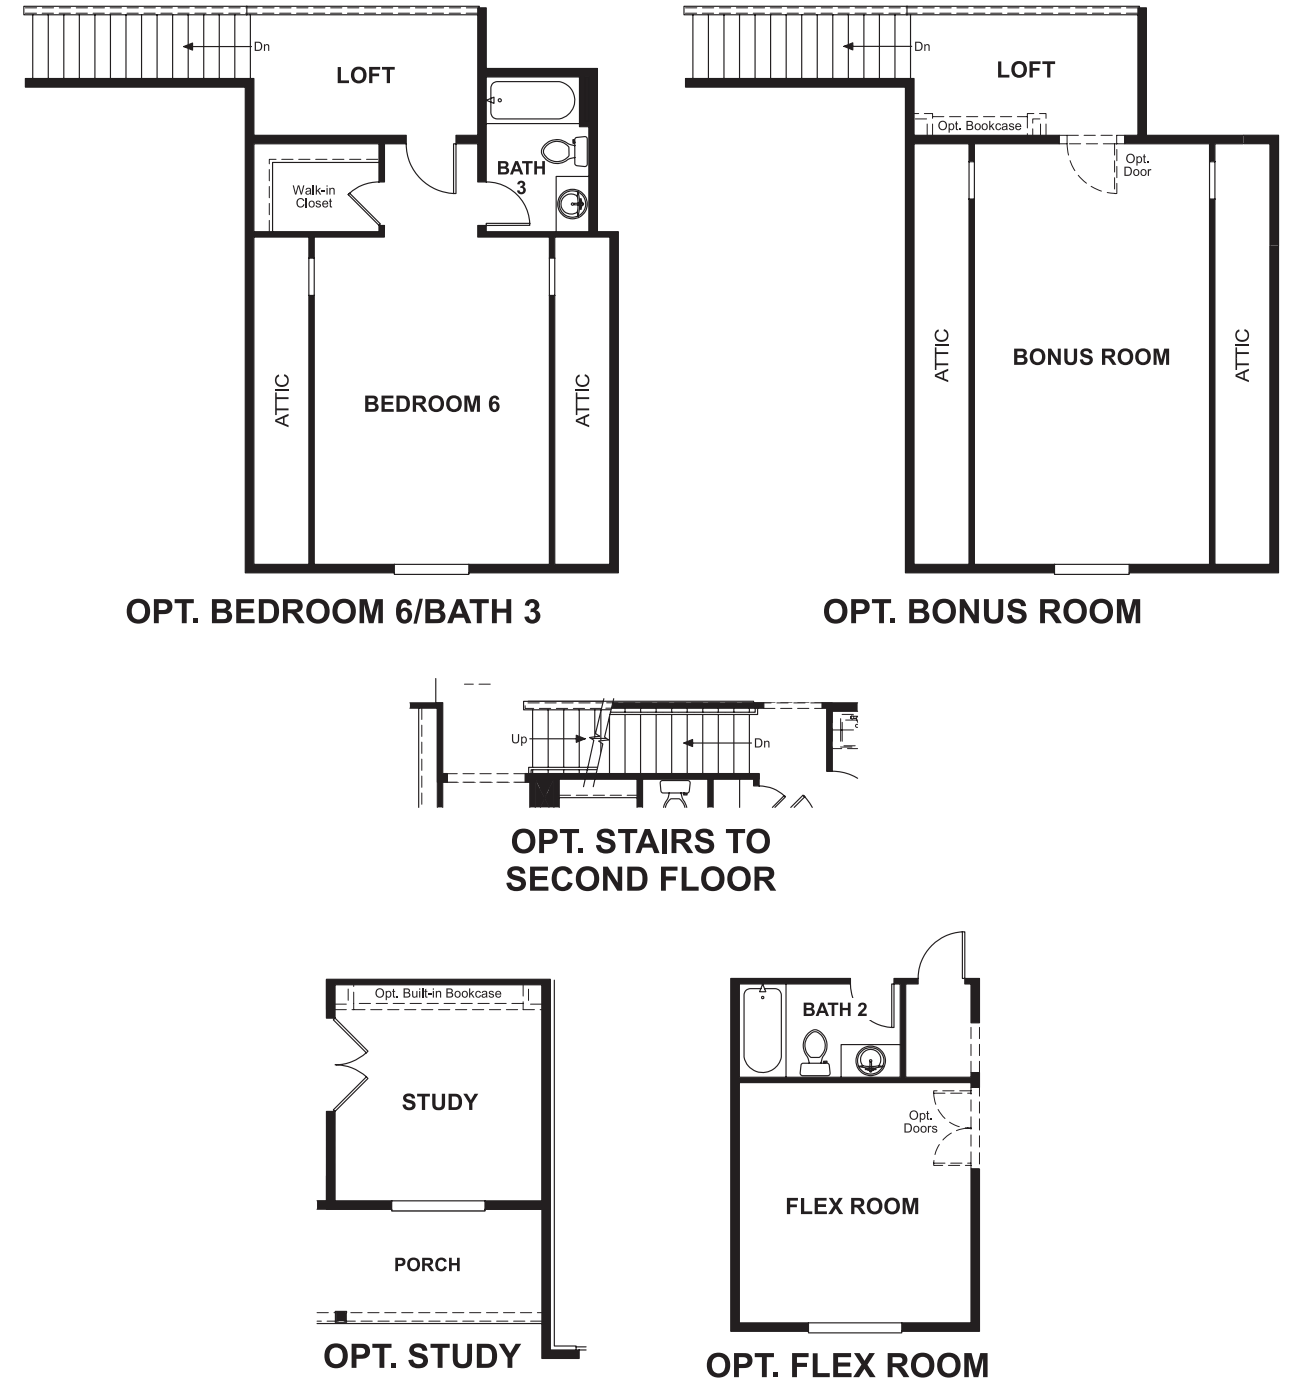 Dn
LOFT
BATH
3
Walk-in
Closet
ATTIC
BEDROOM 6
ATTIC
OPT. BEDROOM 6/BATH 3
Dn
LOFT
Opt. Bookcase
Opt.
Door
ATTIC
BONUS ROOM
ATTIC
OPT. BONUS ROOM
Up
Dn
OPT. STAIRS TO
SECOND FLOOR
Opt. Built-in Bookcase
STUDY
PORCH
OPT. STUDY
BATH 2
Opt.
Doors
FLEX ROOM
OPT. FLEX ROOM